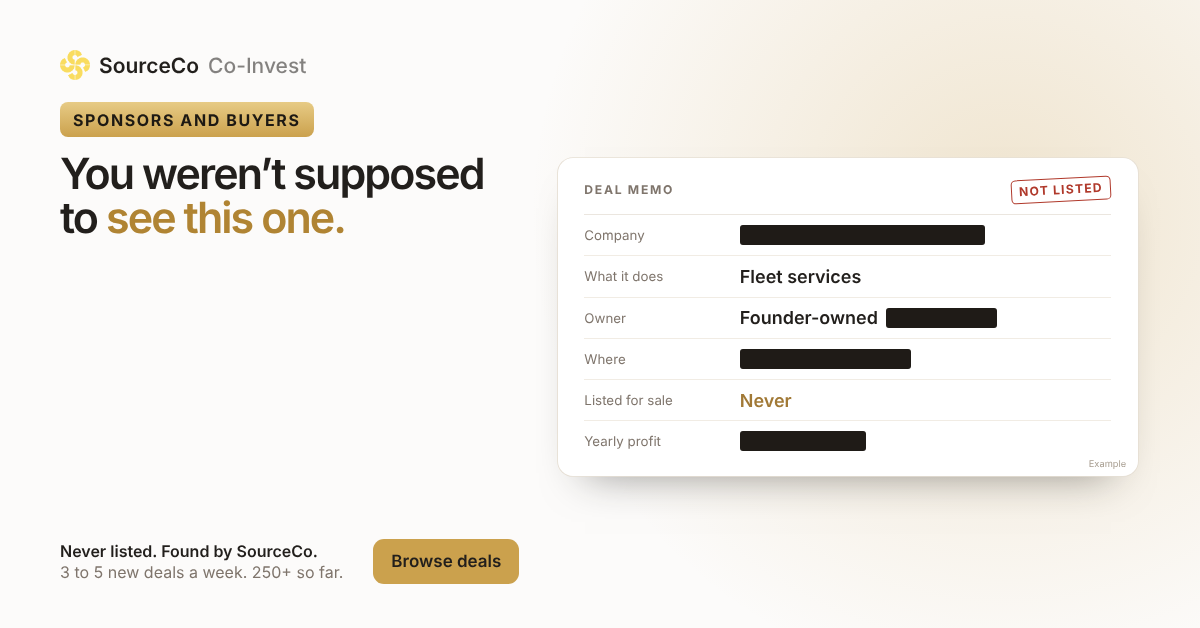 SourceCo Co-Invest
SPONSORS AND BUYERS
You weren’t supposed
to see this one.
DEAL MEMO
NOT LISTED
Company
What it does Fleet services
Owner Founder-owned
Where
Listed for sale Never
Yearly profit
Example
Never listed. Found by SourceCo.
3 to 5 new deals a week. 250+ so far.
Browse deals